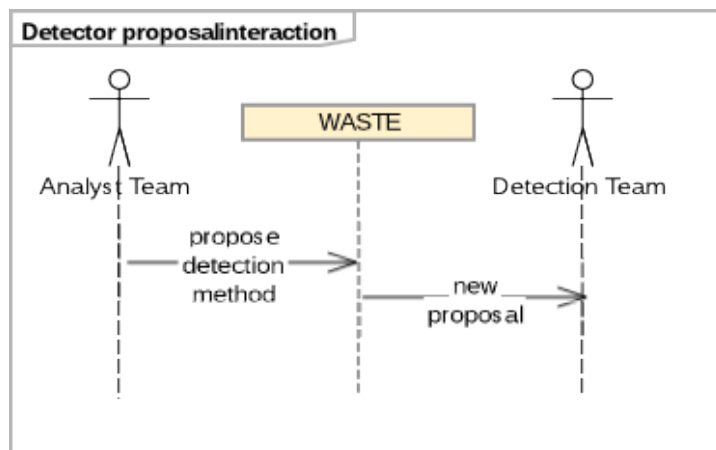 Detector proposalinteraction
WASTE
Analyst Team
Detection Team
propose
detection
method
new
proposal